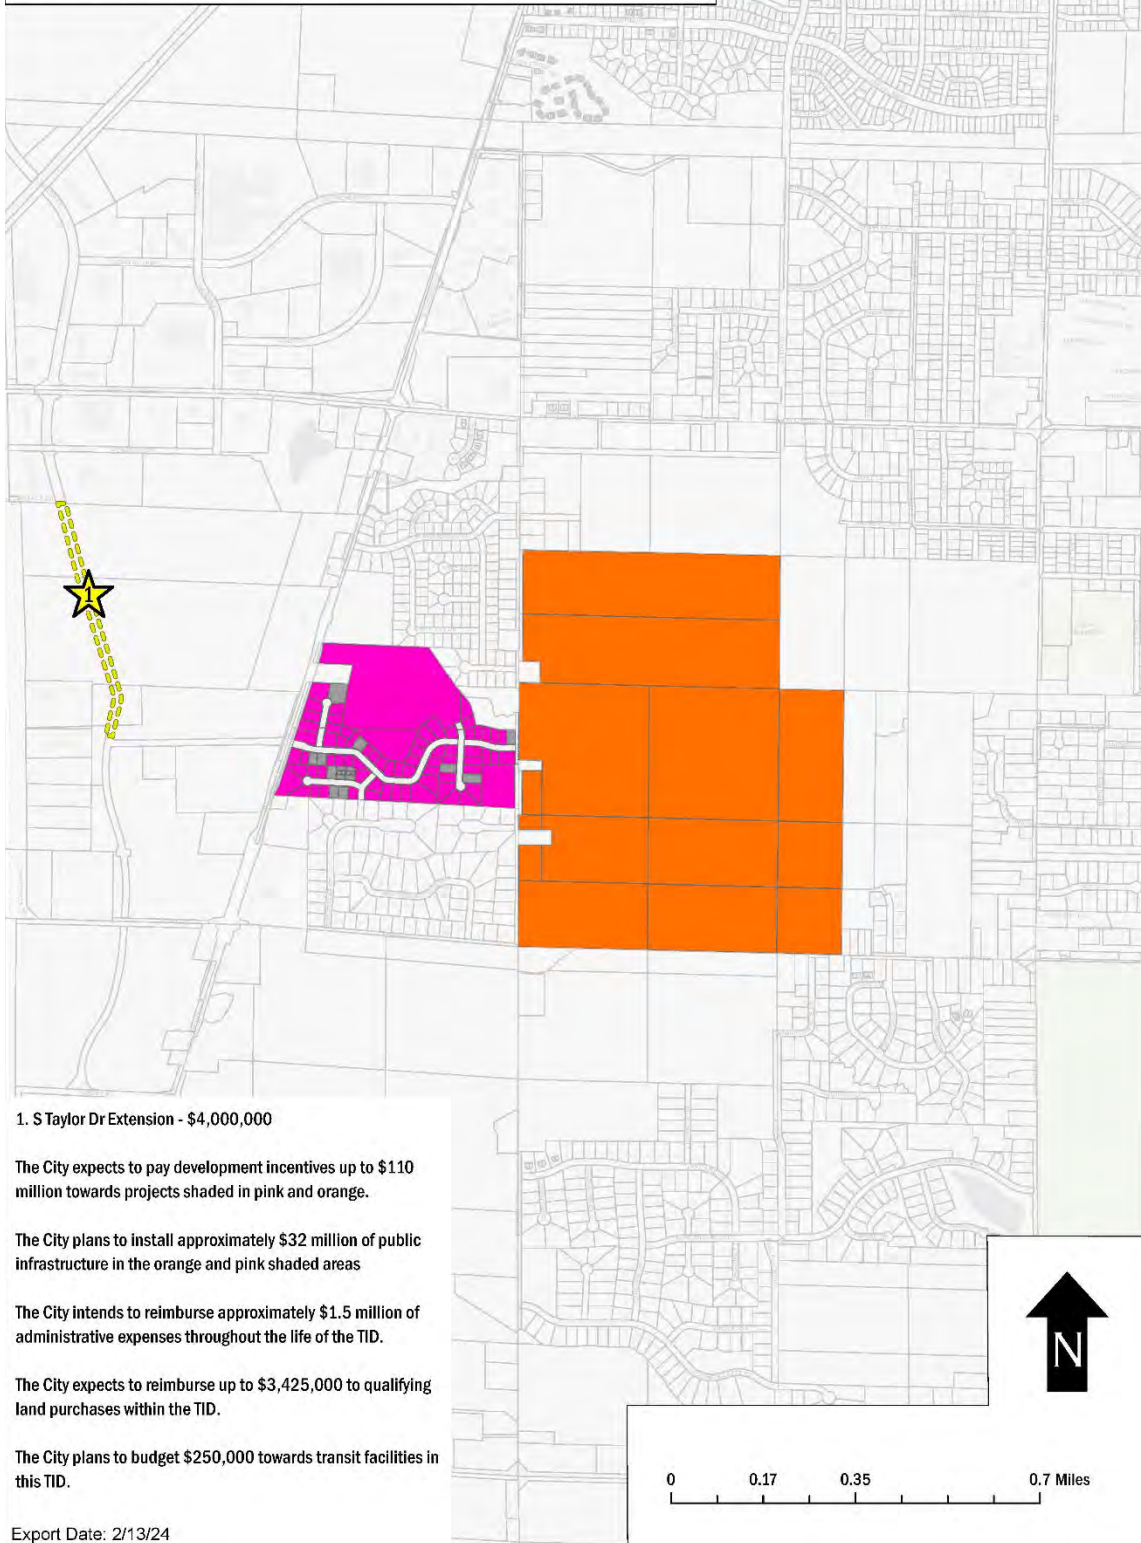 1
1. S Taylor Dr Extension - $4,000,000
The City expects to pay development incentives up to $110
million towards projects shaded in pink and orange.
The City plans to install approximately $32 million of public
infrastructure in the orange and pink shaded areas
The City intends to reimburse approximately $1.5 million of
administrative expenses throughout the life of the TID.
The City expects to reimburse up to $3,425,000 to qualifying
land purchases within the TID.
The City plans to budget $250,000 towards transit facilities in
this TID.
Export Date: 2/13/24
N
0 0.17 0.35 0.7 Miles